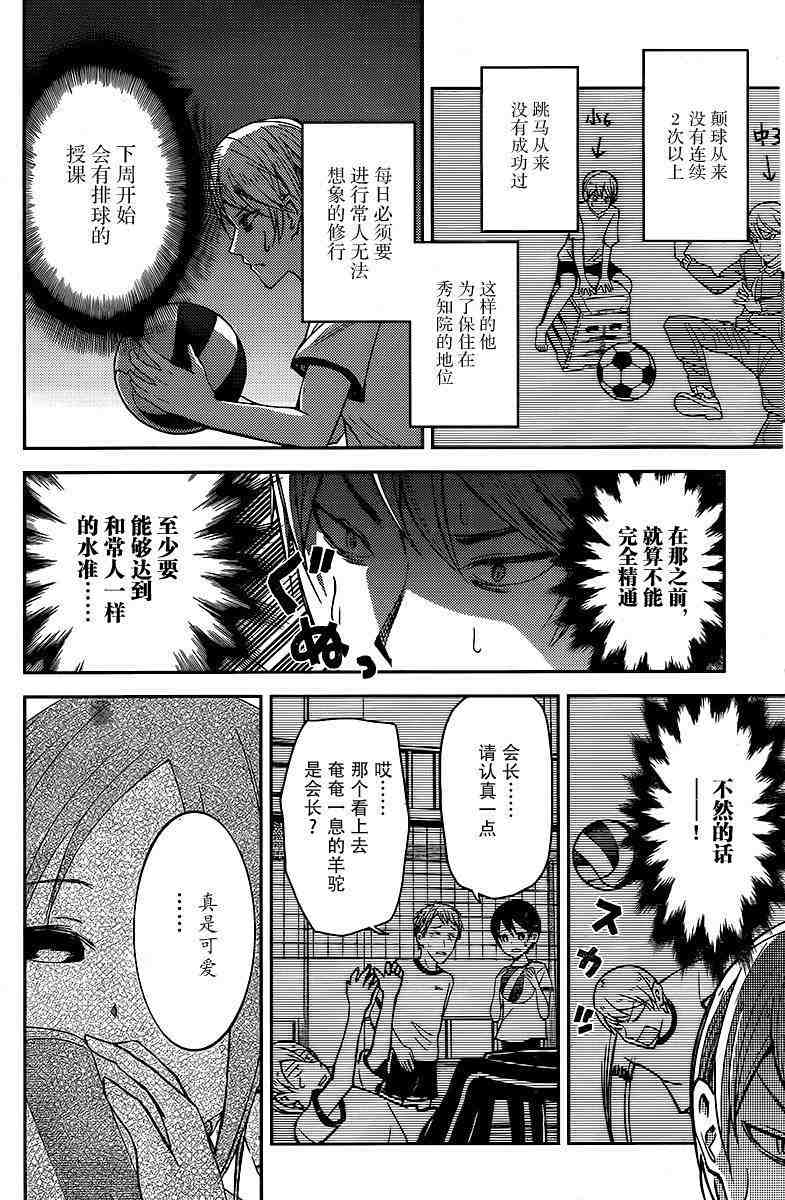 颠球从来
没有连续
2次以上
中3
跳马从来
没有成功过
小6
这样的他
为了保住在
秀知院的地位
每日必须要
进行常人无法
想象的修行
下周开始
会有排球的
授课
在那之前，
就算不能
完全精通
ぐぬぬっ
至少要
能够达到
和常人一样
的水准……
不然的话
——！
スカ
会长……
请认真一点
哎……
那个看上去
奄奄一息的羊驼
是会长？
真是可爱
……